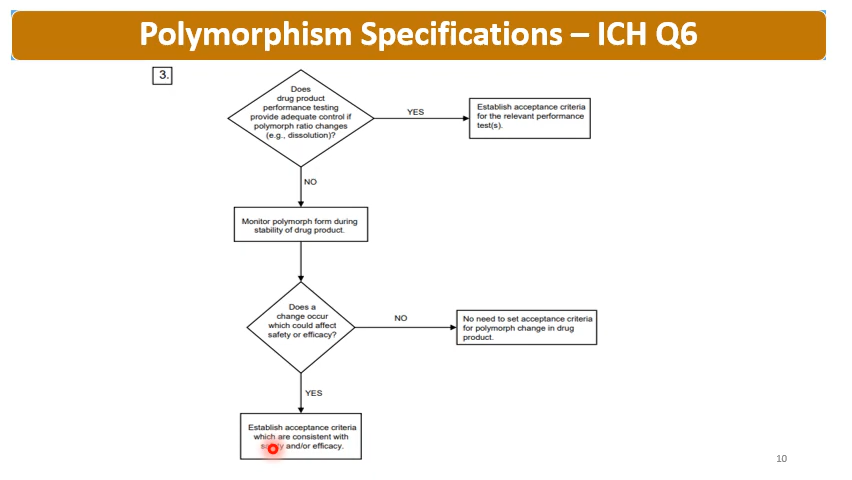 Polymorphism Specifications – ICH Q6
3.
Does
drug product
performance testing
provide adequate control if
polymorph ratio changes
(e.g., dissolution)?
YES
Establish acceptance criteria
for the relevant performance
test(s).
NO
Monitor polymorph form during
stability of drug product.
Does a
change occur
which could affect
safety or efficacy?
NO
No need to set acceptance criteria
for polymorph change in drug
product.
YES
Establish acceptance criteria
which are consistent with
safety and/or efficacy.
10